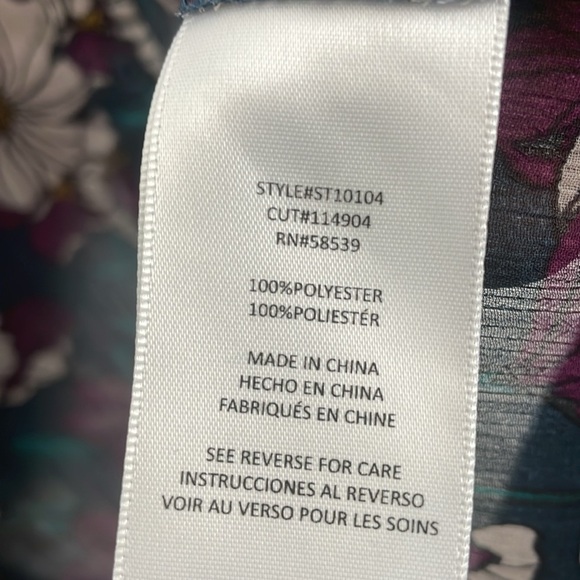 STYLE#ST10104
CUT#114904
RN#58539
100%POLYESTER
100%POLIESTÉR
MADE IN CHINA
HECHO EN CHINA
FABRIQUÉS EN CHINE
SEE REVERSE FOR CARE
INSTRUCCIONES AL REVERSO
VOIR AU VERSO POUR LES SOINS